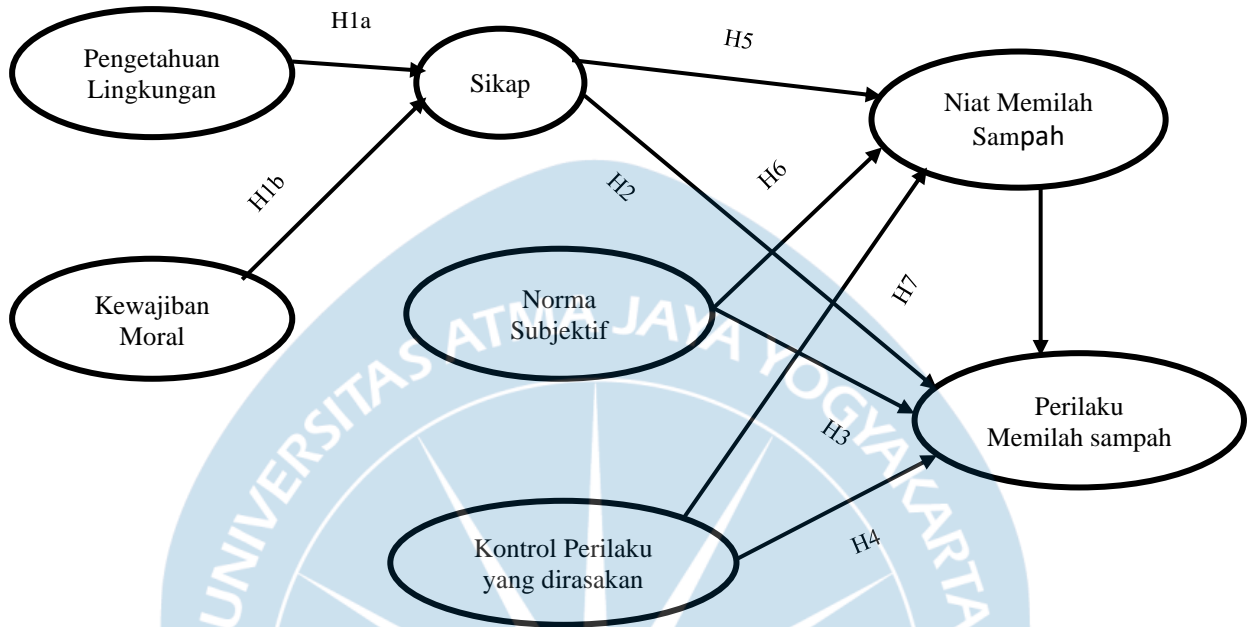 H1a
H5
Pengetahuan
Lingkungan
Sikap
Niat Memilah
Sampah
H1b
H2
H6
H7
Kewajiban
Moral
Norma
Subjektif
UNIVERSITAS ATMA JAYA YOGYAKARTA
H3
Perilaku
Memilah sampah
H4
Kontrol Perilaku
yang dirasakan